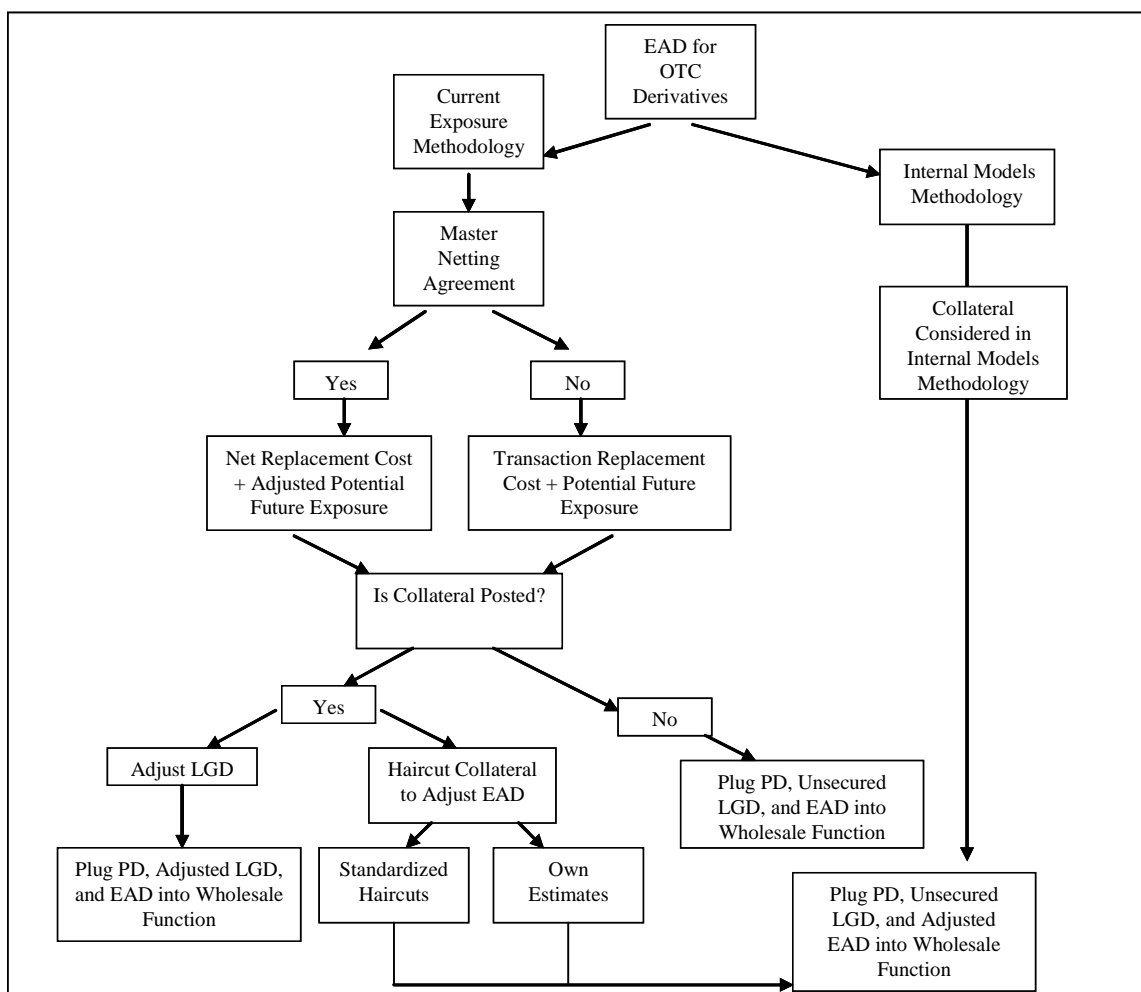 EAD for
OTC
Derivatives
Current
Exposure
Methodology
Internal Models
Methodology
Master
Netting
Agreement
Collateral
Considered in
Internal Models
Methodology
Yes
No
Net Replacement Cost
+ Adjusted Potential
Future Exposure
Transaction Replacement
Cost + Potential Future
Exposure
Is Collateral Posted?
Yes
No
Adjust LGD
Haircut Collateral
to Adjust EAD
Plug PD, Unsecured
LGD, and EAD into
Wholesale Function
Plug PD, Adjusted LGD,
and EAD into Wholesale
Function
Standardized
Haircuts
Own
Estimates
Plug PD, Unsecured
LGD, and Adjusted
EAD into Wholesale
Function